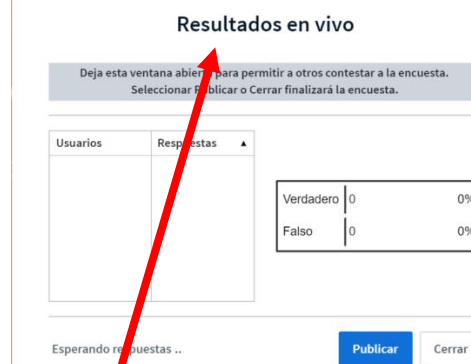 Resultados en vivo
Deja esta ventana abierta para permitir a otros contestar a la encuesta.
Seleccionar Publicar o Cerrar finalizará la encuesta.
Usuarios Respuestas ▲
Verdadero 0 0%
Falso 0 0%
Esperando respuestas .. Publicar Cerrar